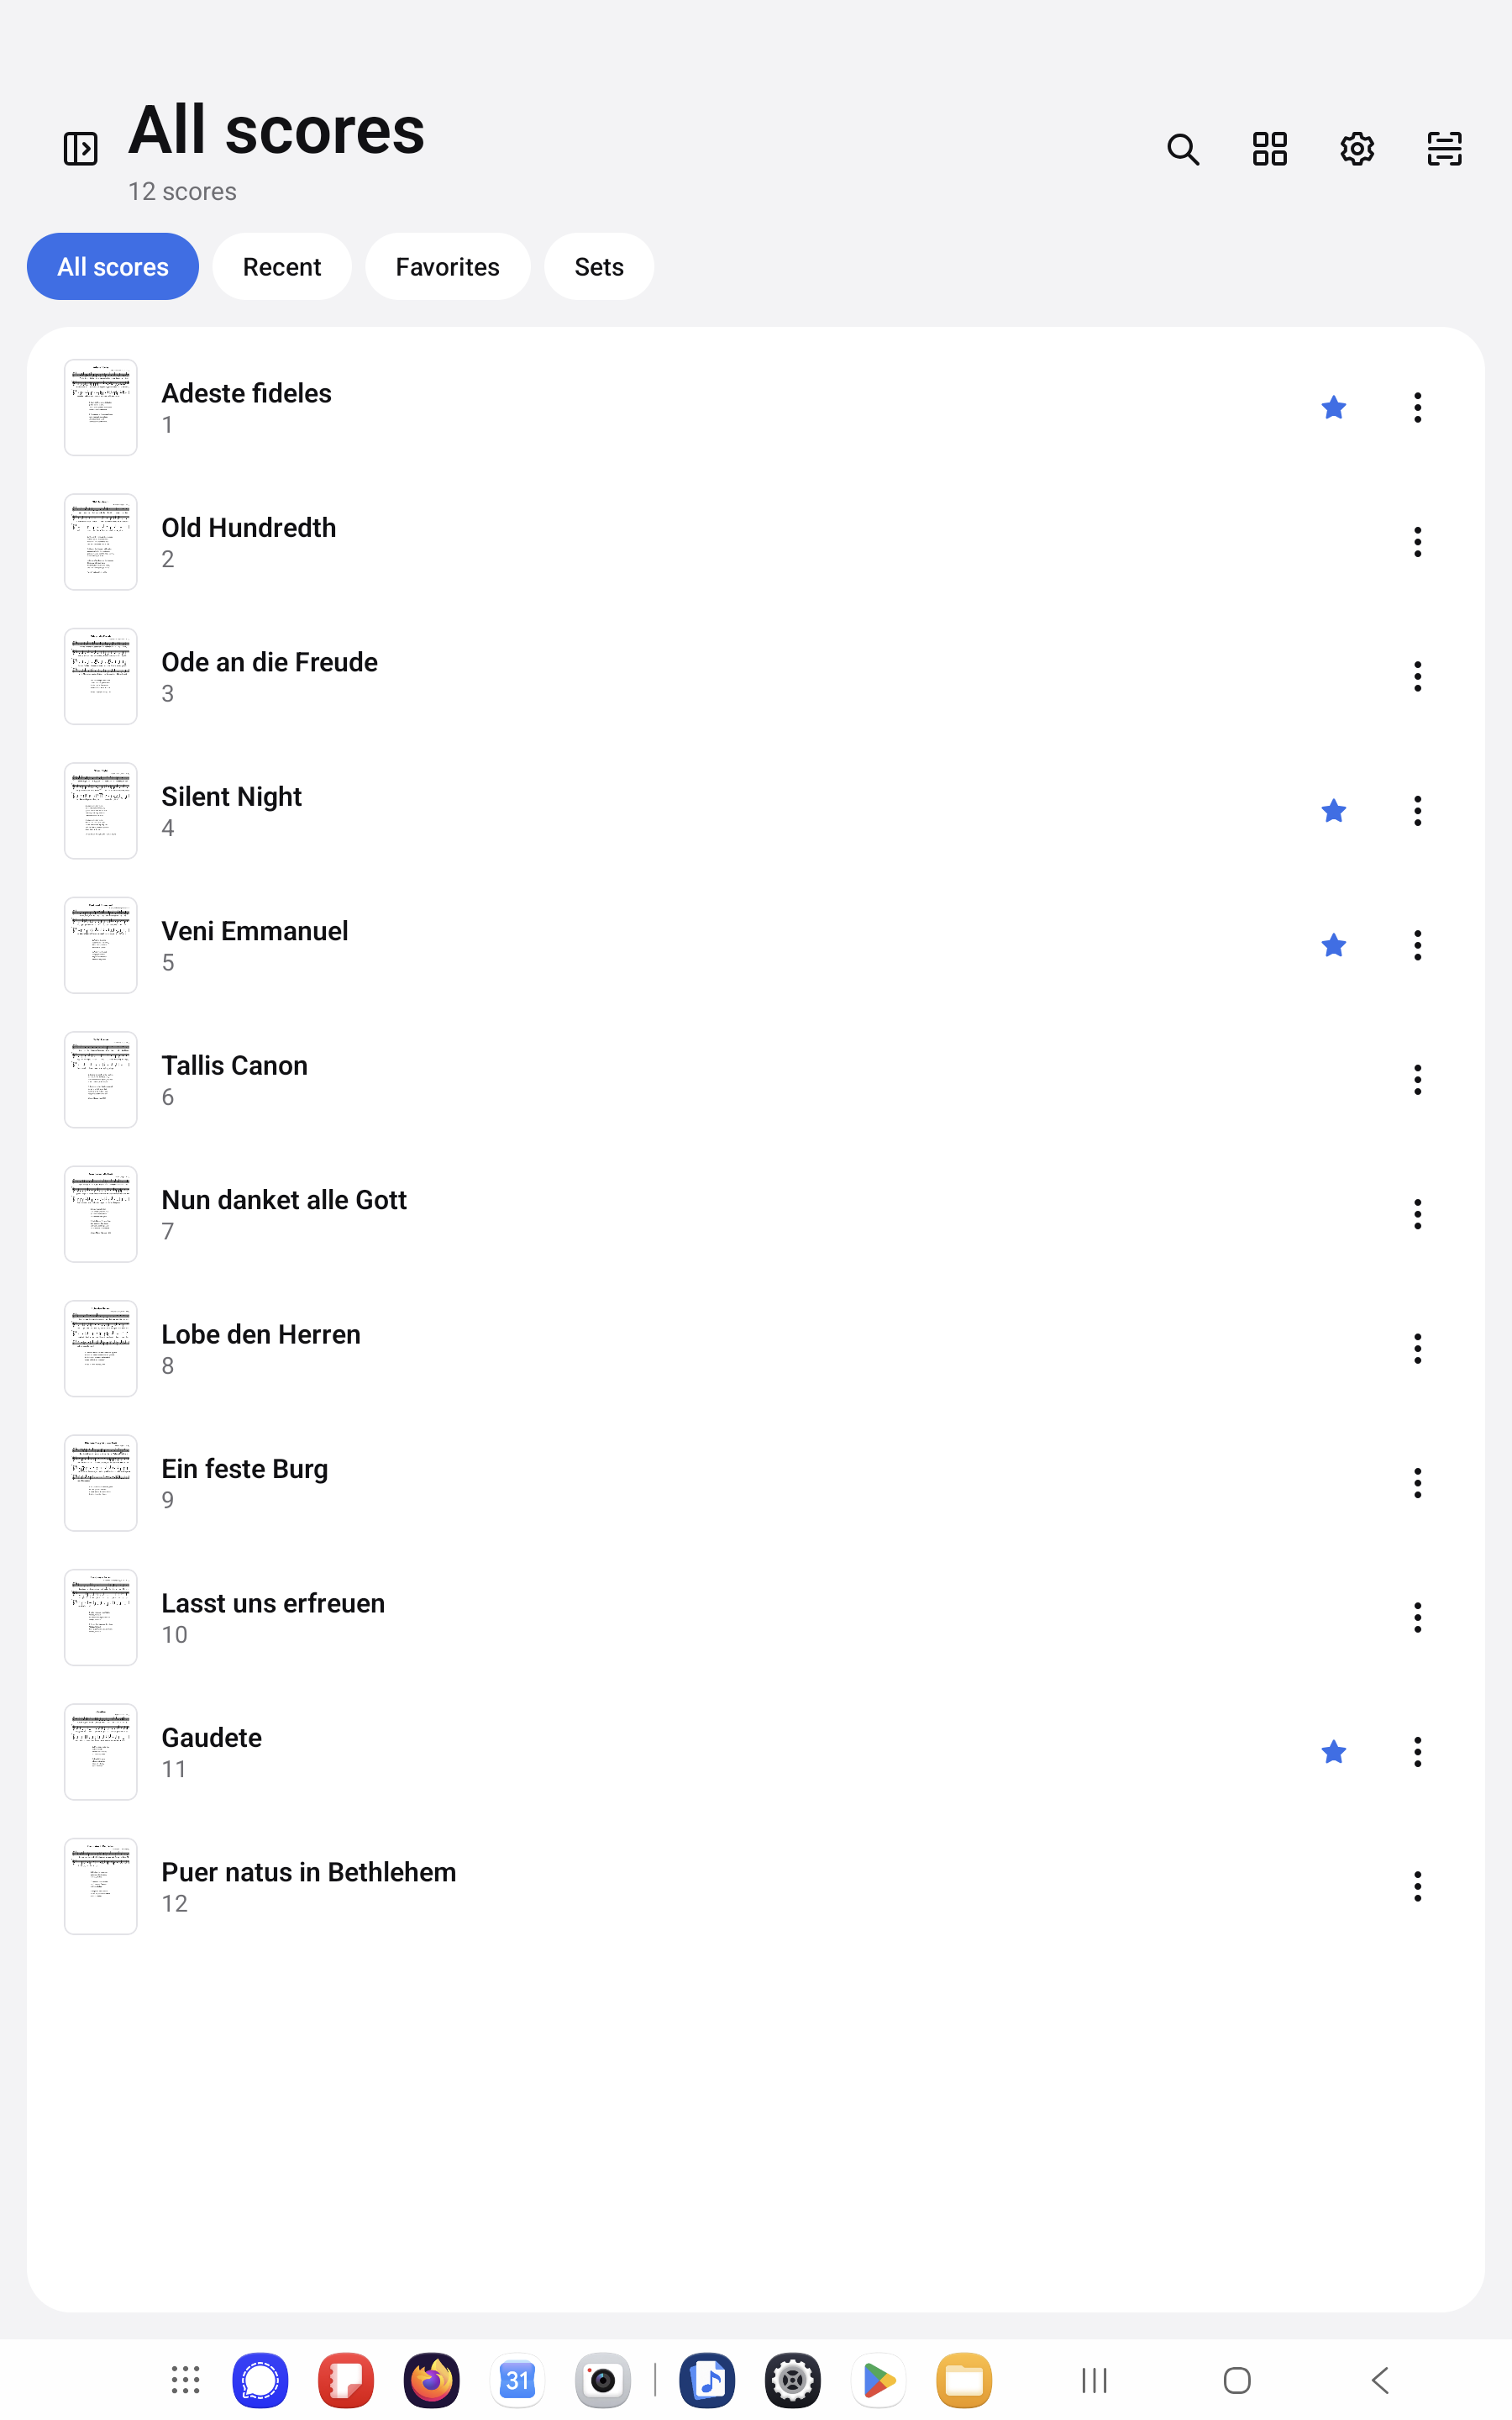 All scores
12 scores
All scores
Recent
Favorites
Sets
Adeste fideles
1
Old Hundredth
2
Ode an die Freude
3
Silent Night
4
Veni Emmanuel
5
Tallis Canon
6
Nun danket alle Gott
7
Lobe den Herren
8
Ein feste Burg
9
Lasst uns erfreuen
10
Gaudete
11
Puer natus in Bethlehem
12
31